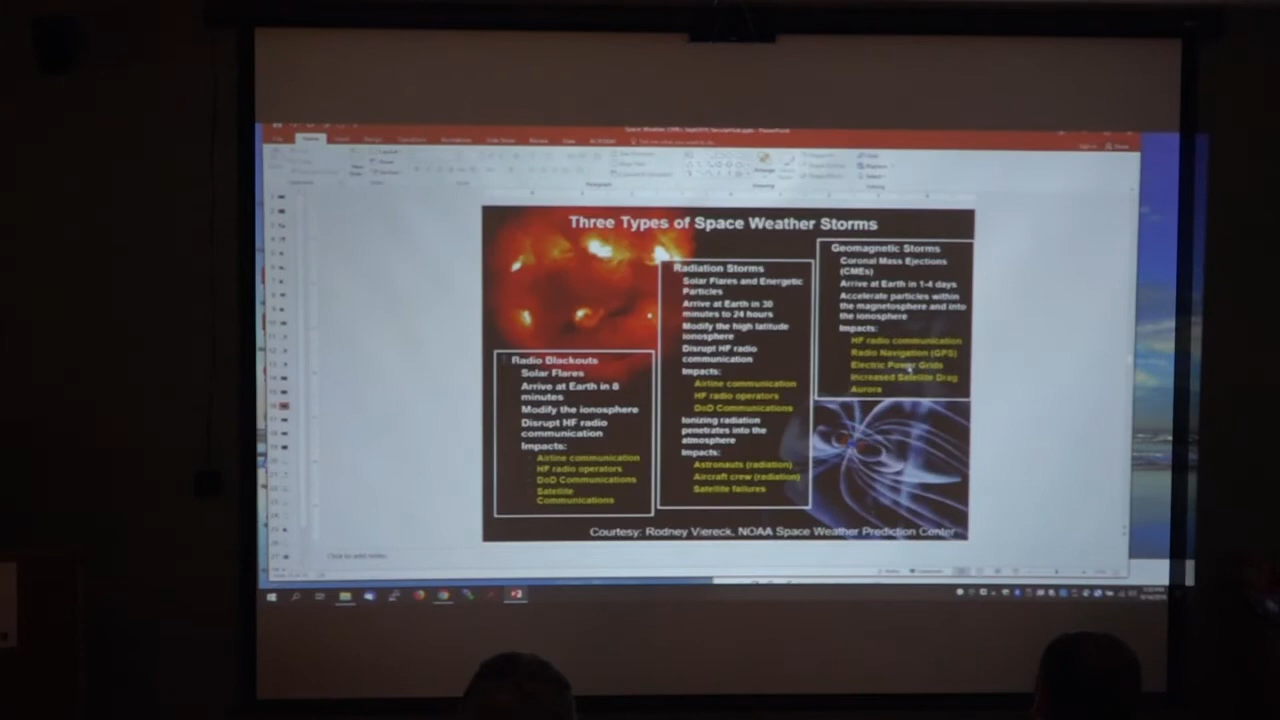 Three Types of Space Weather Storms
Radio Blackouts
Solar Flares
Arrive at Earth in 8
minutes
Modify the ionosphere
Disrupt HF radio
communication
Impacts:
Airline communication
HF radio operators
DoD Communications
Satellite
Communications
Radiation Storms
Solar Flares and Energetic
Particles
Arrive at Earth in 30
minutes to 24 hours
Modify the high latitude
ionosphere
Disrupt HF radio
communication
Impacts:
Airline communication
HF radio operators
DoD Communications
Ionizing radiation
penetrates into the
atmosphere
Impacts:
Astronauts (radiation)
Aircraft crew (radiation)
Satellite failures
Geomagnetic Storms
Coronal Mass Ejections
(CMEs)
Arrive at Earth in 1-4 days
Accelerate particles within
the magnetosphere and into
the ionosphere
Impacts:
HF radio communication
Radio Navigation (GPS)
Electric Power Grids
Increased Satellite Drag
Aurora
Courtesy: Rodney Viereck, NOAA Space Weather Prediction Center
Click to add notes